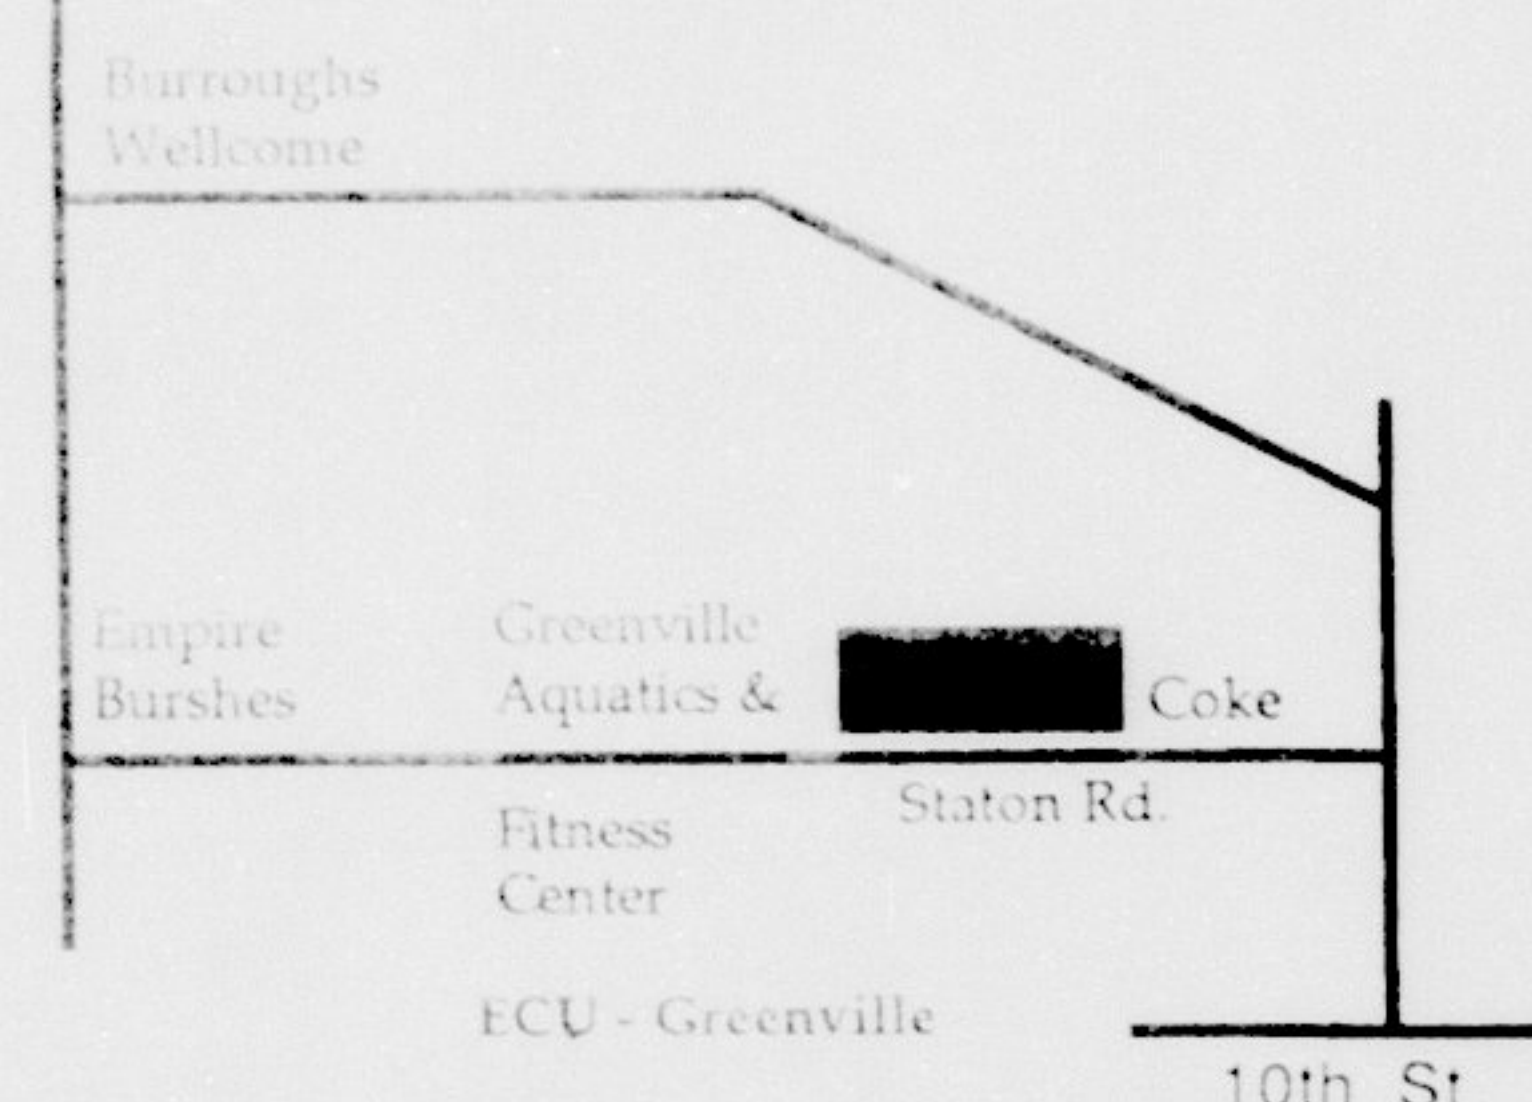 Burroughs
Wellcome
Empire
Burshes
Greenville
Aquatics &
Coke
Staton Rd.
Fitness
Center
ECU - Greenville
10th St